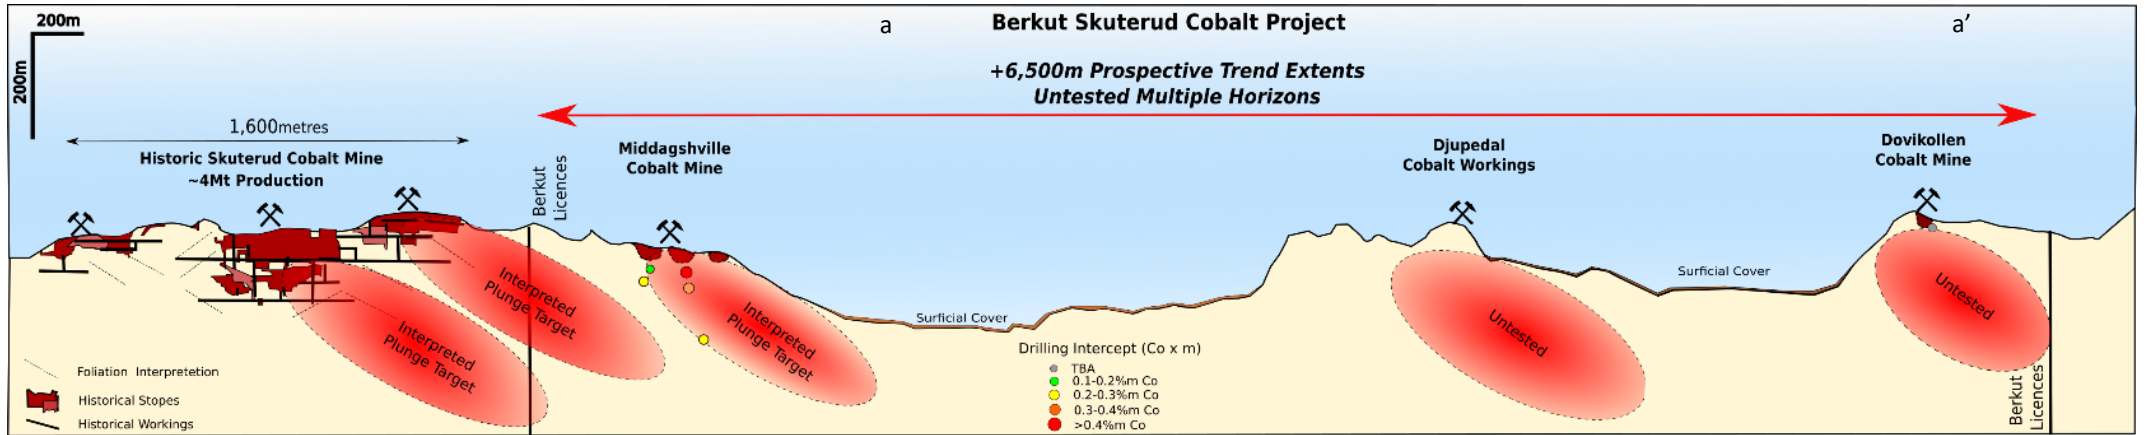 200m
200m
a
Berkut Skuterud Cobalt Project
a’
+6,500m Prospective Trend Extents
Untested Multiple Horizons
1,600metres
Historic Skuterud Cobalt Mine
~4Mt Production
Berkut
Licences
Middagshville
Cobalt Mine
Djupedal
Cobalt Workings
Dovikollen
Cobalt Mine
Interpreted
Plunge Target
Interpreted
Plunge Target
Interpreted
Plunge Target
Surficial Cover
Surficial Cover
Untested
Untested
Foliation Interpretetion
Historical Stopes
Historical Workings
Drilling Intercept (Co x m)
TBA
0.1-0.2%m Co
0.2-0.3%m Co
0.3-0.4%m Co
>0.4%m Co
Berkut
Licences